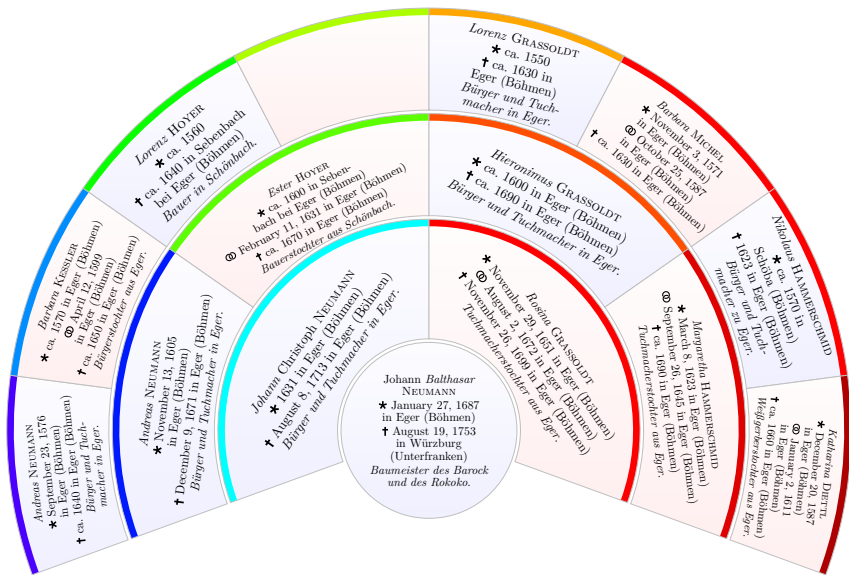 Lorenz GRASSOLDT
★ ca. 1550
† ca. 1630 in
Eger (Böhmen)
Bürger und Tuch-
macher in Eger.
Barbara MICHEL
★ November 3, 1571
in Eger (Böhmen)
⚭ October 25, 1587
in Eger (Böhmen)
† ca. 1630 in Eger (Böhmen)
Lorenz HOYER
★ ca. 1560
† ca. 1640 in Sebenbach
bei Eger (Böhmen)
Bauer in Schönbach.
Barbara KESSLER
★ ca. 1570 in Eger (Böhmen)
⚭ April 12, 1599
in Eger (Böhmen)
† ca. 1650 in Eger (Böhmen)
Bürgerstochter aus Eger.
Andreas NEUMANN
★ September 23, 1576
in Eger (Böhmen)
† ca. 1640 in Eger (Böhmen)
Bürger und Tuch-
macher in Eger.
Nikolaus HAMMERSCHMID
★ ca. 1570 in
Schöba (Böhmen)
† 1623 in Eger (Böhmen)
Bürger und Tuch-
macher zu Eger.
Katharina DIETTL
★ December 20, 1587
in Eger (Böhmen)
⚭ January 2, 1611
in Eger (Böhmen)
† ca. 1660 in Eger (Böhmen)
Weißgerberstochter aus Eger.
Andreas NEUMANN
★ November 13, 1605
in Eger (Böhmen)
† December 9, 1671 in Eger (Böhmen)
Bürger und Tuchmacher in Eger.
Ester HOYER
★ ca. 1600 in Seben-
bach bei Eger (Böhmen)
⚭ February 11, 1631 in Eger (Böhmen)
† ca. 1670 in Eger (Böhmen)
Bauerstochter aus Schönbach.
Hieronimus GRASSOLDT
★ ca. 1600 in Eger (Böhmen)
† ca. 1690 in Eger (Böhmen)
Bürger und Tuchmacher in Eger.
Margaretha HAMMERSCHMID
★ March 8, 1623 in Eger (Böhmen)
⚭ September 26, 1645 in Eger (Böhmen)
† ca. 1690 in Eger (Böhmen)
Tuchmacherstochter aus Eger.
Johann Christoph NEUMANN
★ 1631 in Eger (Böhmen)
† August 8, 1713 in Eger (Böhmen)
Bürger und Tuchmacher in Eger.
Rosina GRASSOLDT
★ November 29, 1651 in Eger (Böhmen)
⚭ August 2, 1672 in Eger (Böhmen)
† November 26, 1699 in Eger (Böhmen)
Tuchmacherstochter aus Eger.
Johann Balthasar
NEUMANN
★ January 27, 1687
in Eger (Böhmen)
† August 19, 1753
in Würzburg
(Unterfranken)
Baumeister des Barock
und des Rokoko.